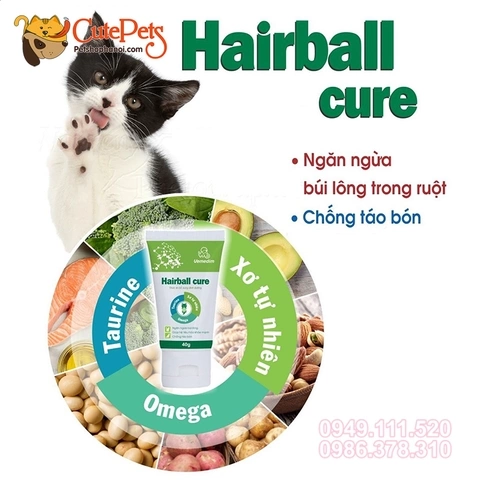 CutePets
Petshophanoi.com
Hairball
cure
• Ngăn ngừa
búi lông trong ruột
• Chống táo bón
Taurine
Xơ tự nhiên
Omega
Vemedim
Hairball cure
40g
0949.111.520
0986.378.310